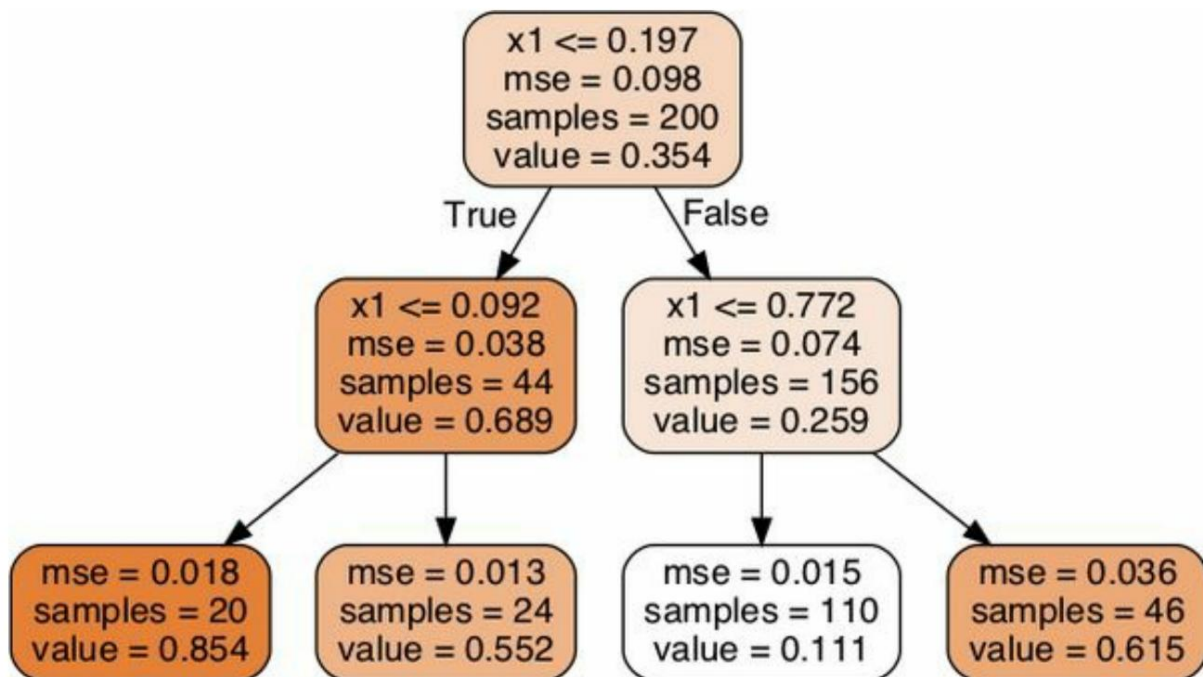 x1 <= 0.197
mse = 0.098
samples = 200
value = 0.354
True
False
x1 <= 0.092
mse = 0.038
samples = 44
value = 0.689
x1 <= 0.772
mse = 0.074
samples = 156
value = 0.259
mse = 0.018
samples = 20
value = 0.854
mse = 0.013
samples = 24
value = 0.552
mse = 0.015
samples = 110
value = 0.111
mse = 0.036
samples = 46
value = 0.615